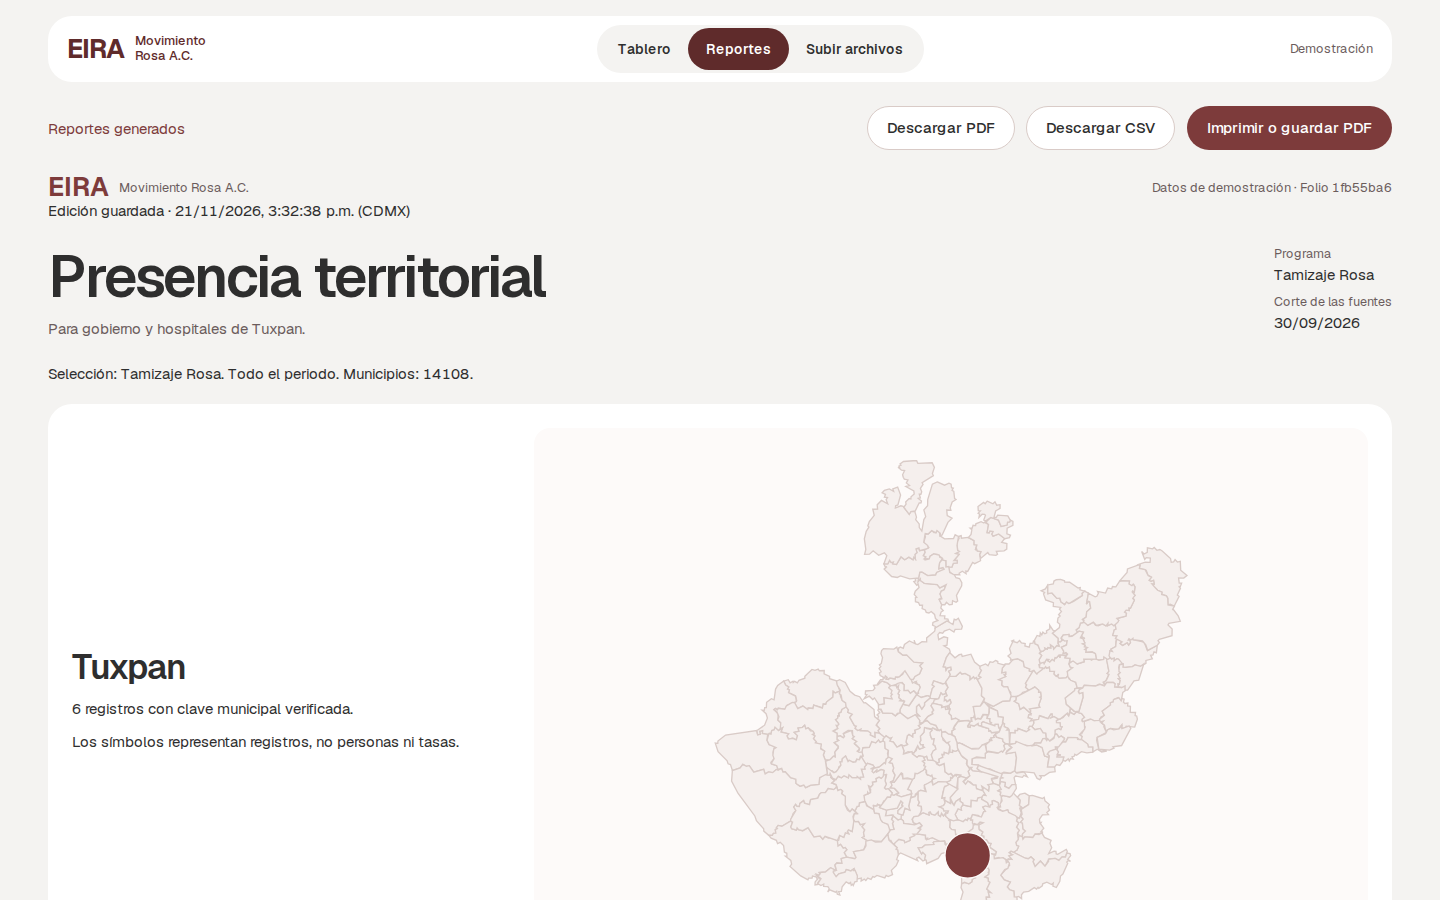 EIRA
Movimiento
Rosa A.C.
Tablero
Reportes
Subir archivos
Demostración
Reportes generados
Descargar PDF
Descargar CSV
Imprimir o guardar PDF
EIRA Movimiento Rosa A.C.
Datos de demostración · Folio 1fb55ba6
Edición guardada · 21/11/2026, 3:32:38 p.m. (CDMX)
Presencia territorial
Para gobierno y hospitales de Tuxpan.
Programa
Tamizaje Rosa
Corte de las fuentes
30/09/2026
Selección: Tamizaje Rosa. Todo el periodo. Municipios: 14108.
Tuxpan
6 registros con clave municipal verificada.
Los símbolos representan registros, no personas ni tasas.